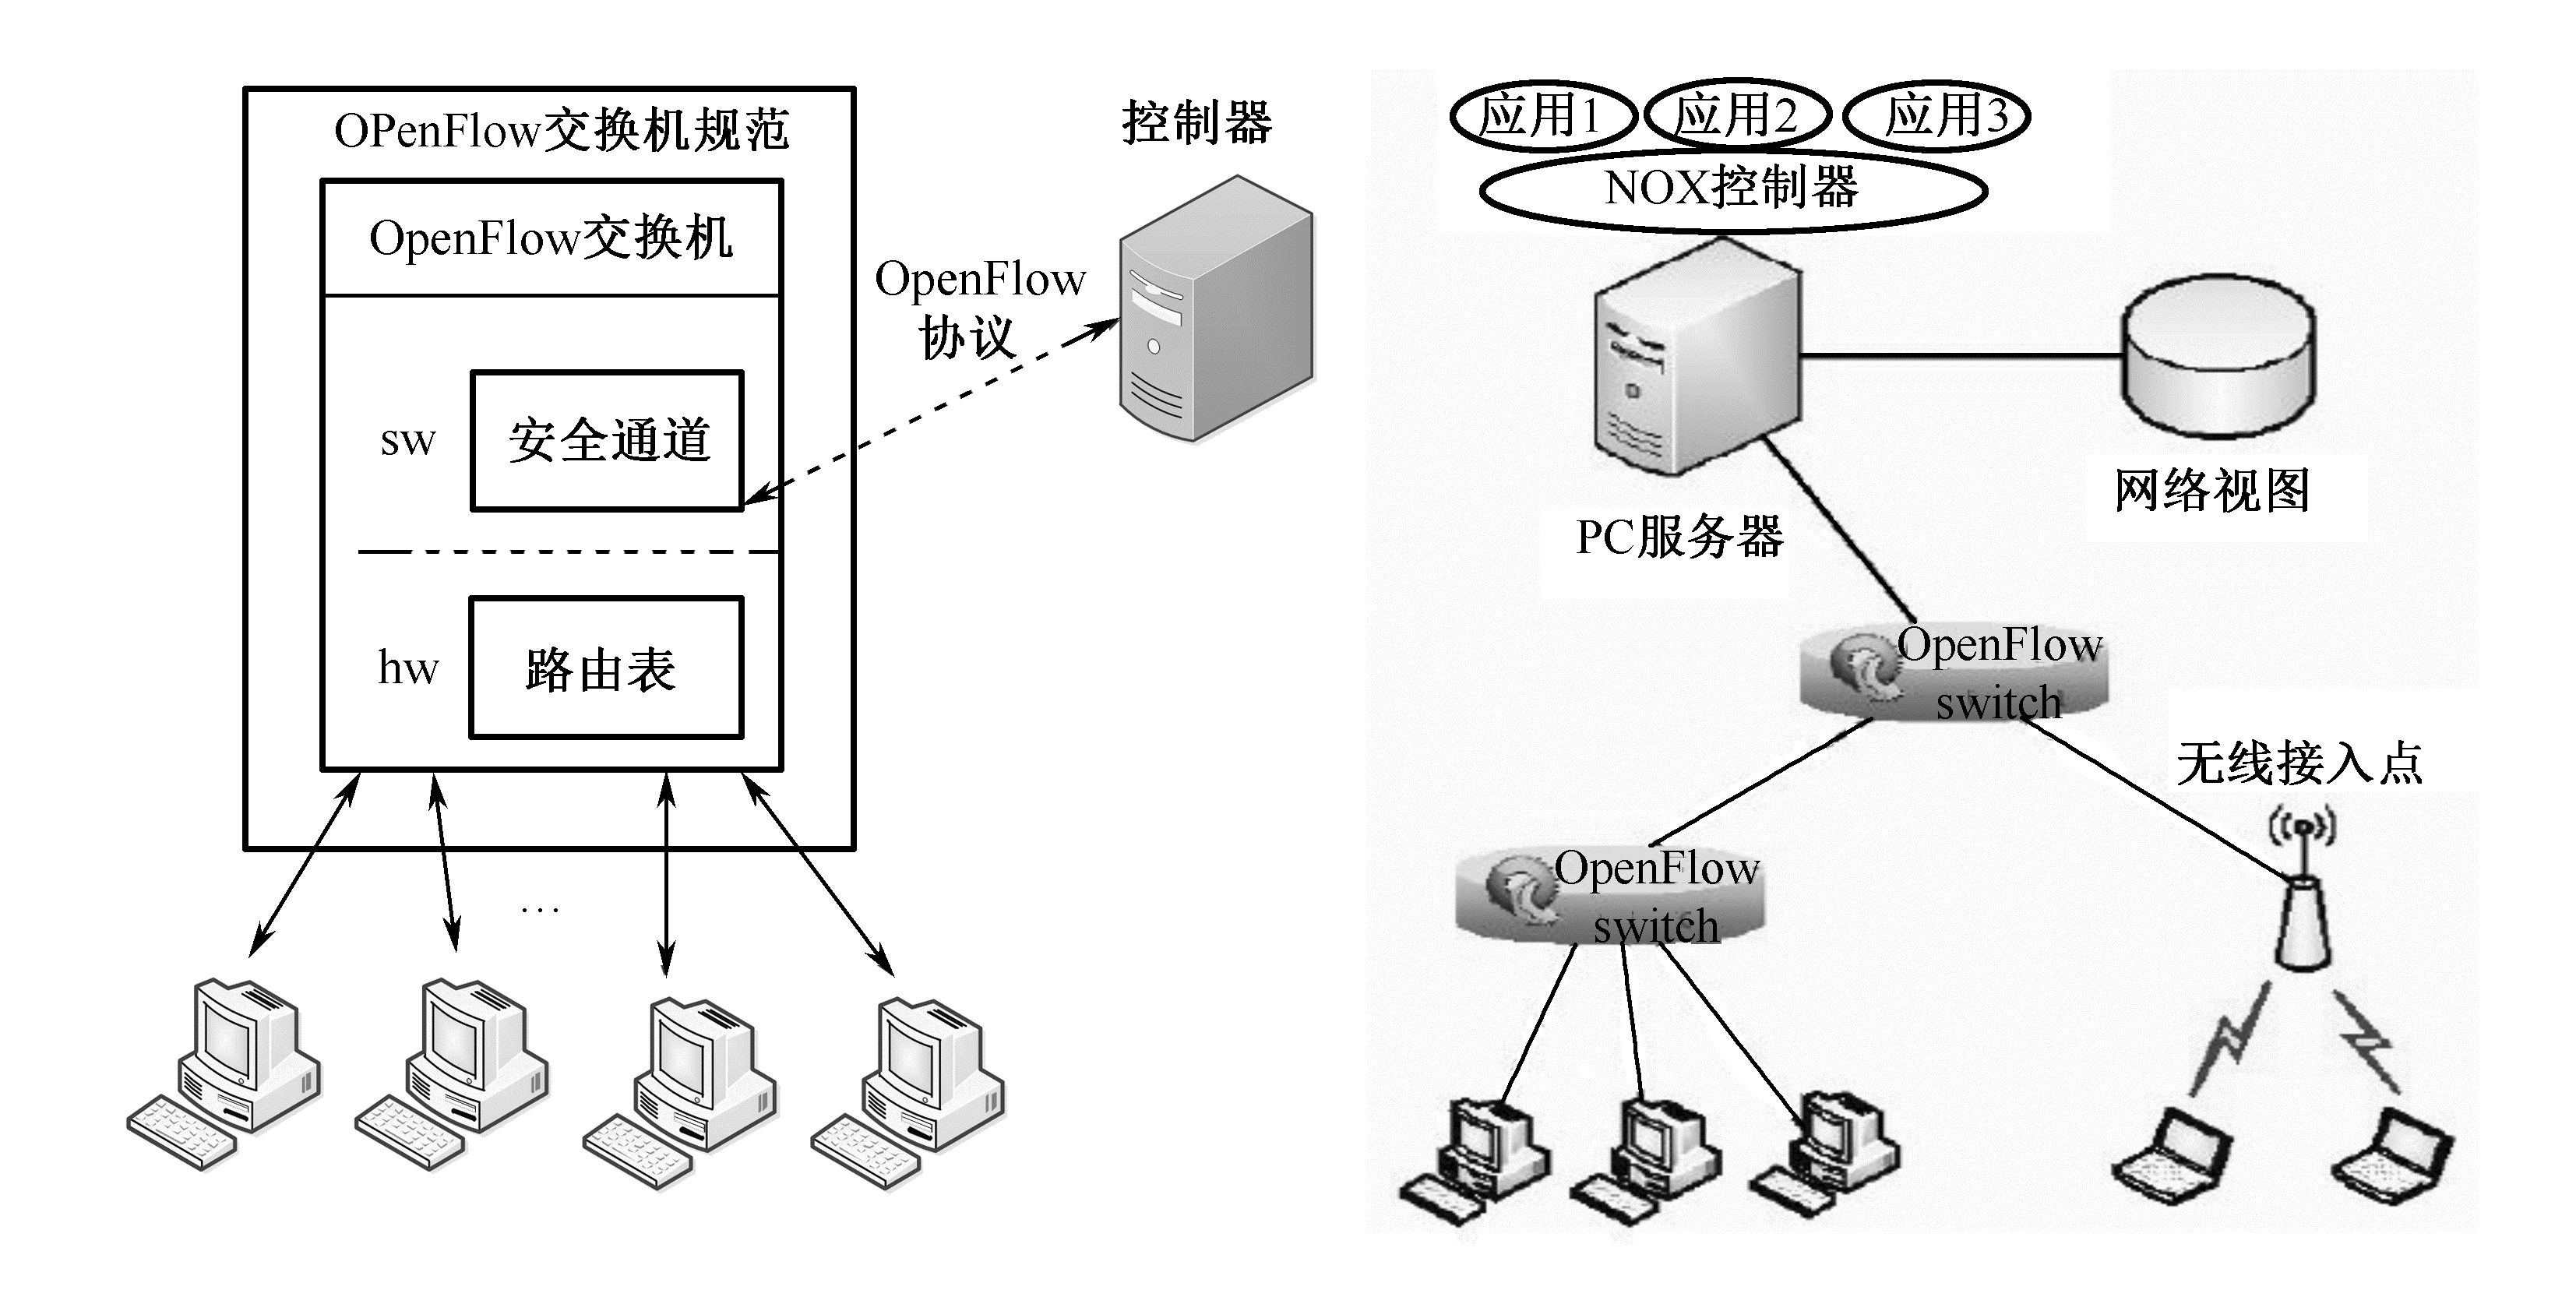 OPenFlow交换机规范
OpenFlow交换机
sw
安全通道
hw
路由表
...
OpenFlow
协议
控制器
应用1
应用2
应用3
NOX控制器
PC服务器
网络视图
OpenFlow
switch
无线接入点
OpenFlow
switch